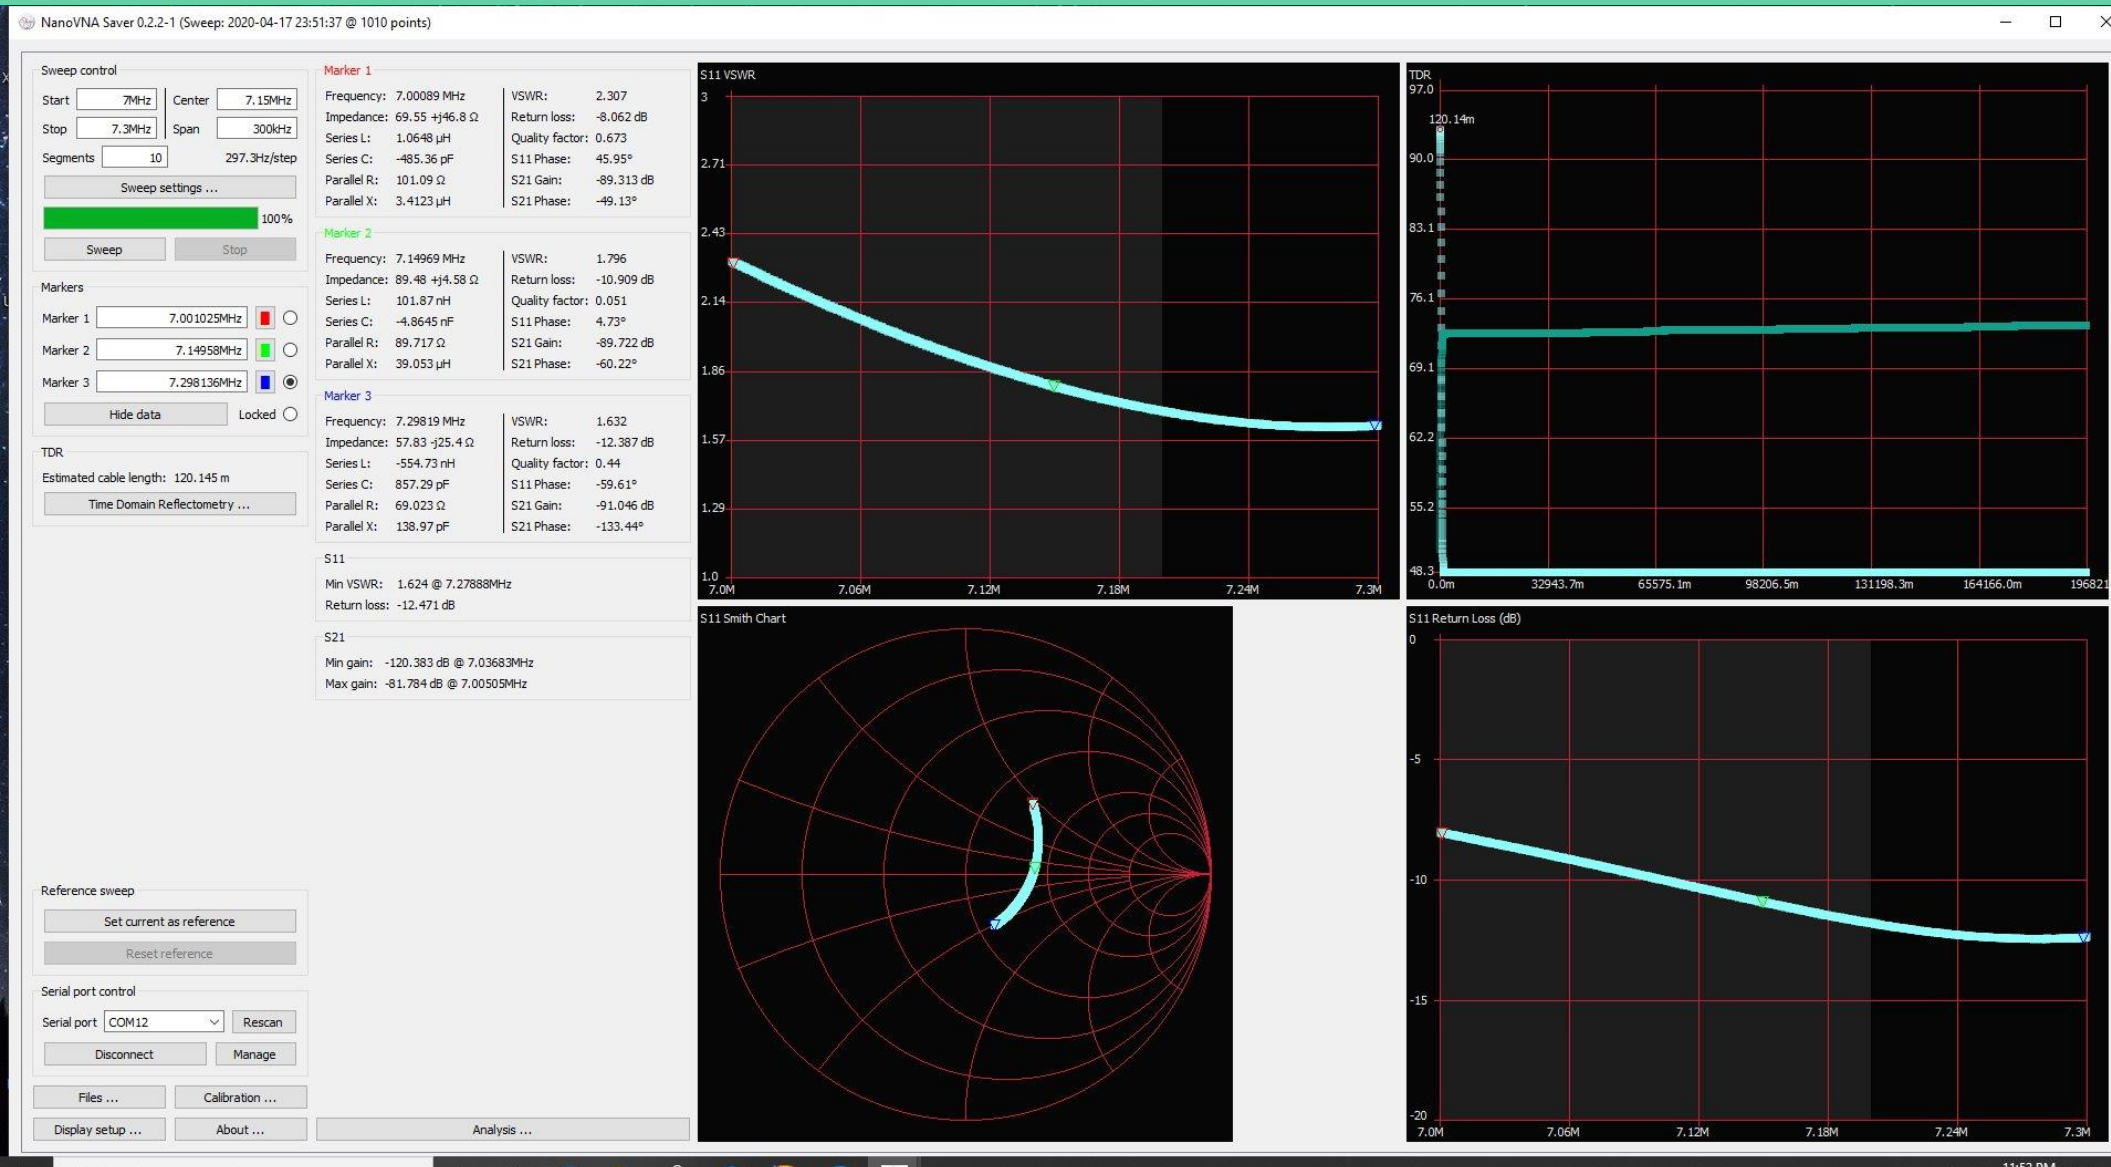 NanoVNA Saver 0.2.2-1 (Sweep: 2020-04-17 23:51:37 @ 1010 points)
Sweep control
Start 7MHz Center 7.15MHz
Stop 7.3MHz Span 300kHz
Segments 10 297.3Hz/step
Sweep settings ...
100%
Sweep Stop
Markers
Marker 1 7.001025MHz
Marker 2 7.14958MHz
Marker 3 7.298136MHz
Hide data Locked
TDR
Estimated cable length: 120.145 m
Time Domain Reflectometry ...
Reference sweep
Set current as reference
Reset reference
Serial port control
Serial port COM12 Rescan
Disconnect Manage
Files ... Calibration ...
Display setup ... About ...
Marker 1
Frequency: 7.00089 MHz VSWR: 2.307
Impedance: 69.55 +j46.8 Ω Return loss: -8.062 dB
Series L: 1.0648 µH Quality factor: 0.673
Series C: -485.36 pF S11 Phase: 45.95°
Parallel R: 101.09 Ω S21 Gain: -89.313 dB
Parallel X: 3.4123 µH S21 Phase: -49.13°
Marker 2
Frequency: 7.14969 MHz VSWR: 1.796
Impedance: 89.48 +j4.58 Ω Return loss: -10.909 dB
Series L: 101.87 nH Quality factor: 0.051
Series C: -4.8645 nF S11 Phase: 4.73°
Parallel R: 89.717 Ω S21 Gain: -89.722 dB
Parallel X: 39.053 µH S21 Phase: -60.22°
Marker 3
Frequency: 7.29819 MHz VSWR: 1.632
Impedance: 57.83 -j25.4 Ω Return loss: -12.387 dB
Series L: -554.73 nH Quality factor: 0.44
Series C: 857.29 pF S11 Phase: -59.61°
Parallel R: 69.023 Ω S21 Gain: -91.046 dB
Parallel X: 138.97 pF S21 Phase: -133.44°
S11
Min VSWR: 1.624 @ 7.27888MHz
Return loss: -12.471 dB
S21
Min gain: -120.383 dB @ 7.03683MHz
Max gain: -81.784 dB @ 7.00505MHz
Analysis ...
S11 VSWR
3
2.71
2.43
2.14
1.86
1.57
1.29
1.0
7.0M 7.06M 7.12M 7.18M 7.24M 7.3M
TDR
97.0
120.14m
90.0
83.1
76.1
69.1
62.2
55.2
48.3
0.0m 32943.7m 65575.1m 98206.5m 131198.3m 164166.0m 196821
S11 Smith Chart
S11 Return Loss (dB)
0
-5
-10
-15
-20
7.0M 7.06M 7.12M 7.18M 7.24M 7.3M